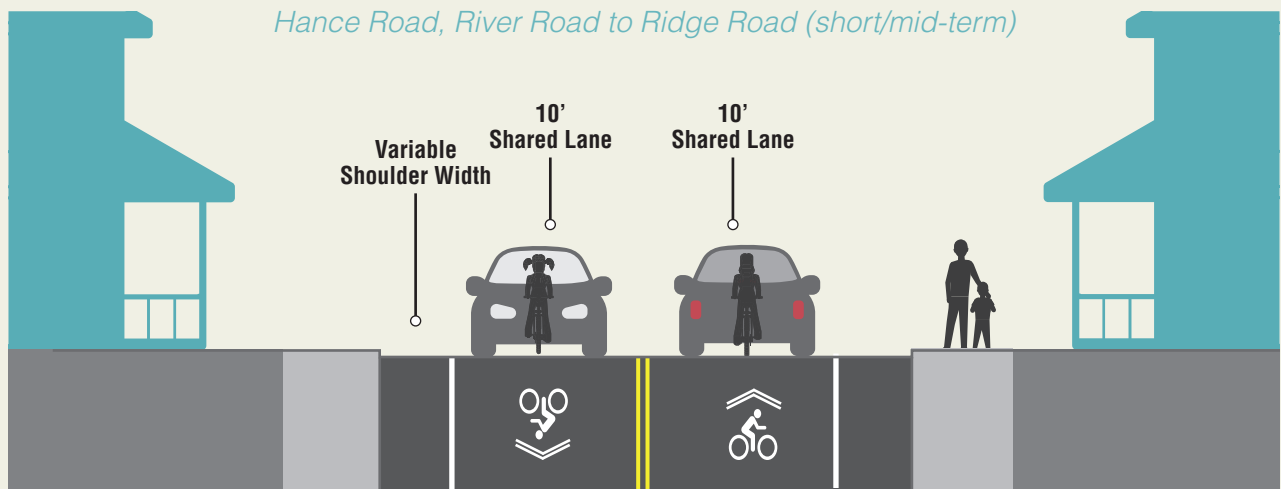 Hance Road, River Road to Ridge Road (short/mid-term)
Variable
Shoulder Width
10’
Shared Lane
10’
Shared Lane